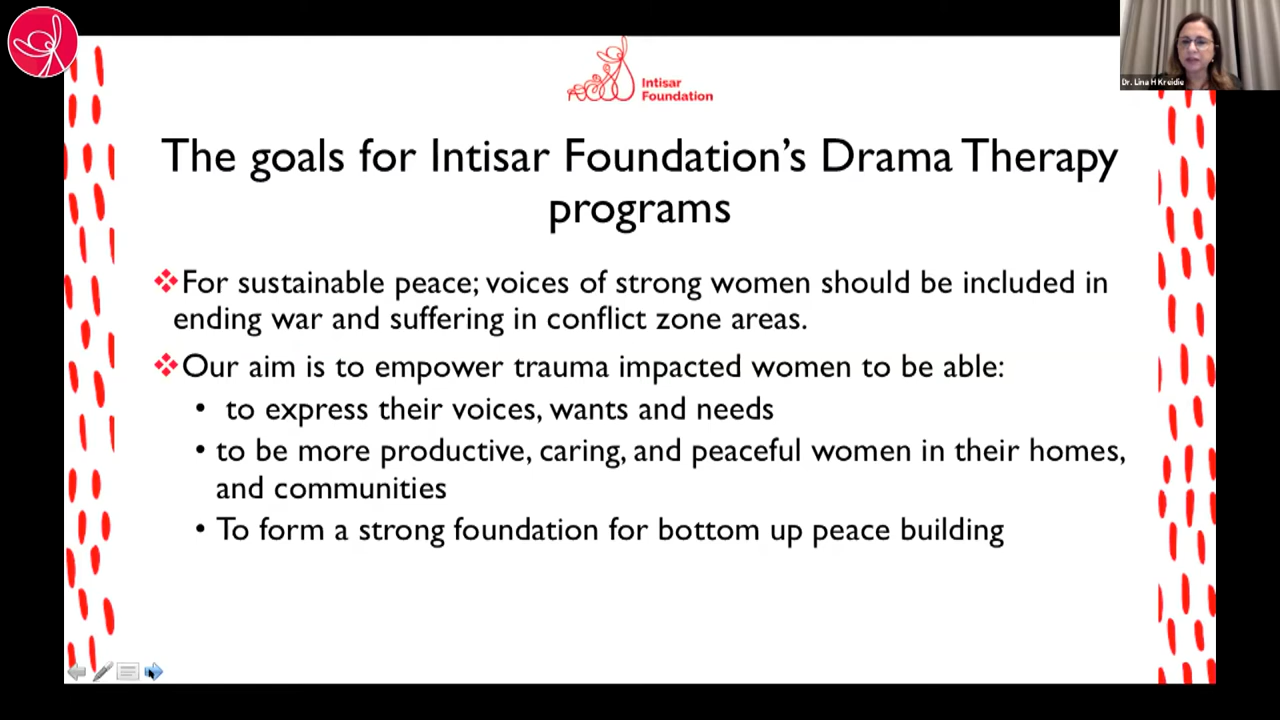 Dr. Lina H Kreidie
Intisar
Foundation
The goals for Intisar Foundation's Drama Therapy
programs
For sustainable peace; voices of strong women should be included in
ending war and suffering in conflict zone areas.
Our aim is to empower trauma impacted women to be able:
• to express their voices, wants and needs
• to be more productive, caring, and peaceful women in their homes,
and communities
• To form a strong foundation for bottom up peace building